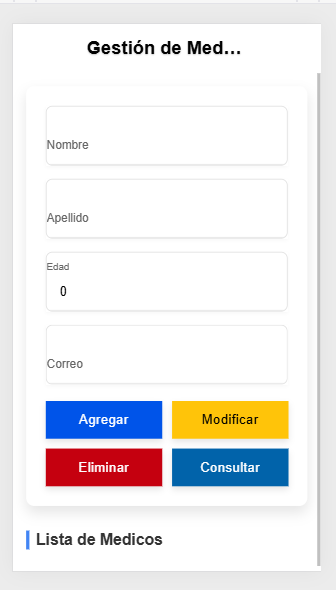 Gestión de Med...
Nombre
Apellido
Edad
0
Correo
Agregar
Modificar
Eliminar
Consultar
Lista de Medicos